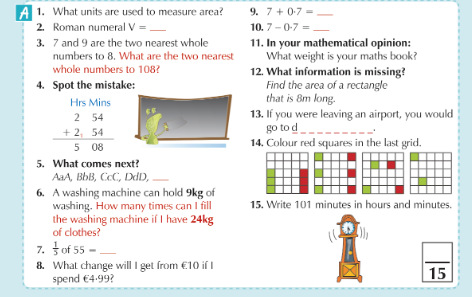 A
1. What units are used to measure area?
2. Roman numeral V = __
3. 7 and 9 are the two nearest whole
numbers to 8. What are the two nearest
whole numbers to 108?
4. Spot the mistake:
Hrs Mins
2 54
+ 2₁ 54
5 08
5. What comes next?
AaA, BbB, CcC, DdD, __
6. A washing machine can hold 9kg of
washing. How many times can I fill
the washing machine if I have 24kg
of clothes?
7. 1/5 of 55 = __
8. What change will I get from €10 if I
spend €4·99?
9. 7 + 0·7 = __
10. 7 – 0·7 = __
11. In your mathematical opinion:
What weight is your maths book?
12. What information is missing?
Find the area of a rectangle
that is 8m long.
13. If you were leaving an airport, you would
go to d_ _ _ _ _ _ _ _ _.
14. Colour red squares in the last grid.
15. Write 101 minutes in hours and minutes.
15